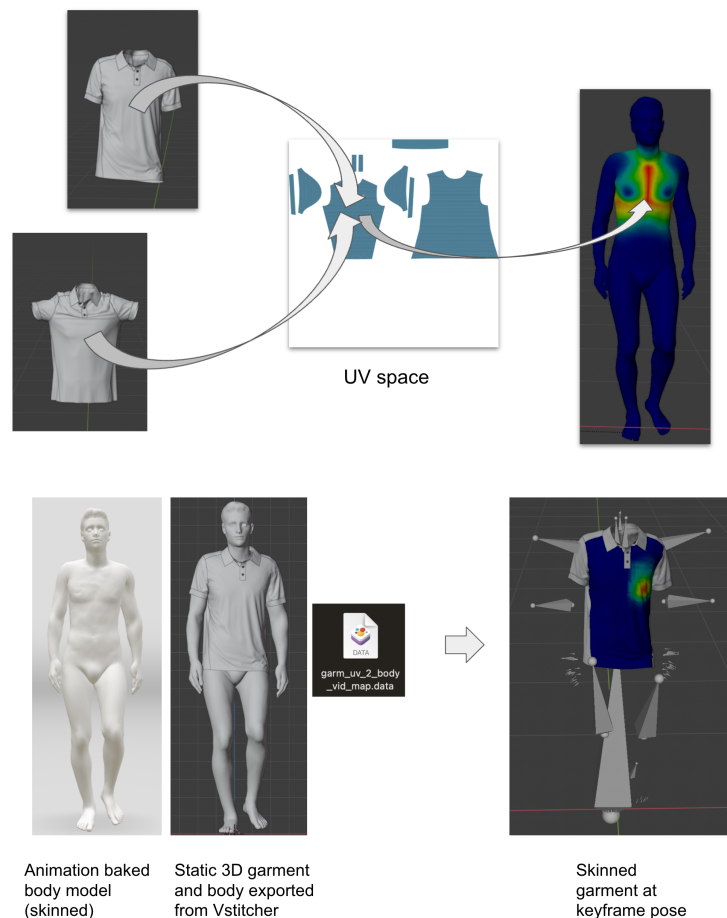 UV space
DATA
garm_uv_2_body
_vid_map.data
Animation baked
body model
(skinned)
Static 3D garment
and body exported
from Vstitcher
Skinned
garment at
keyframe pose